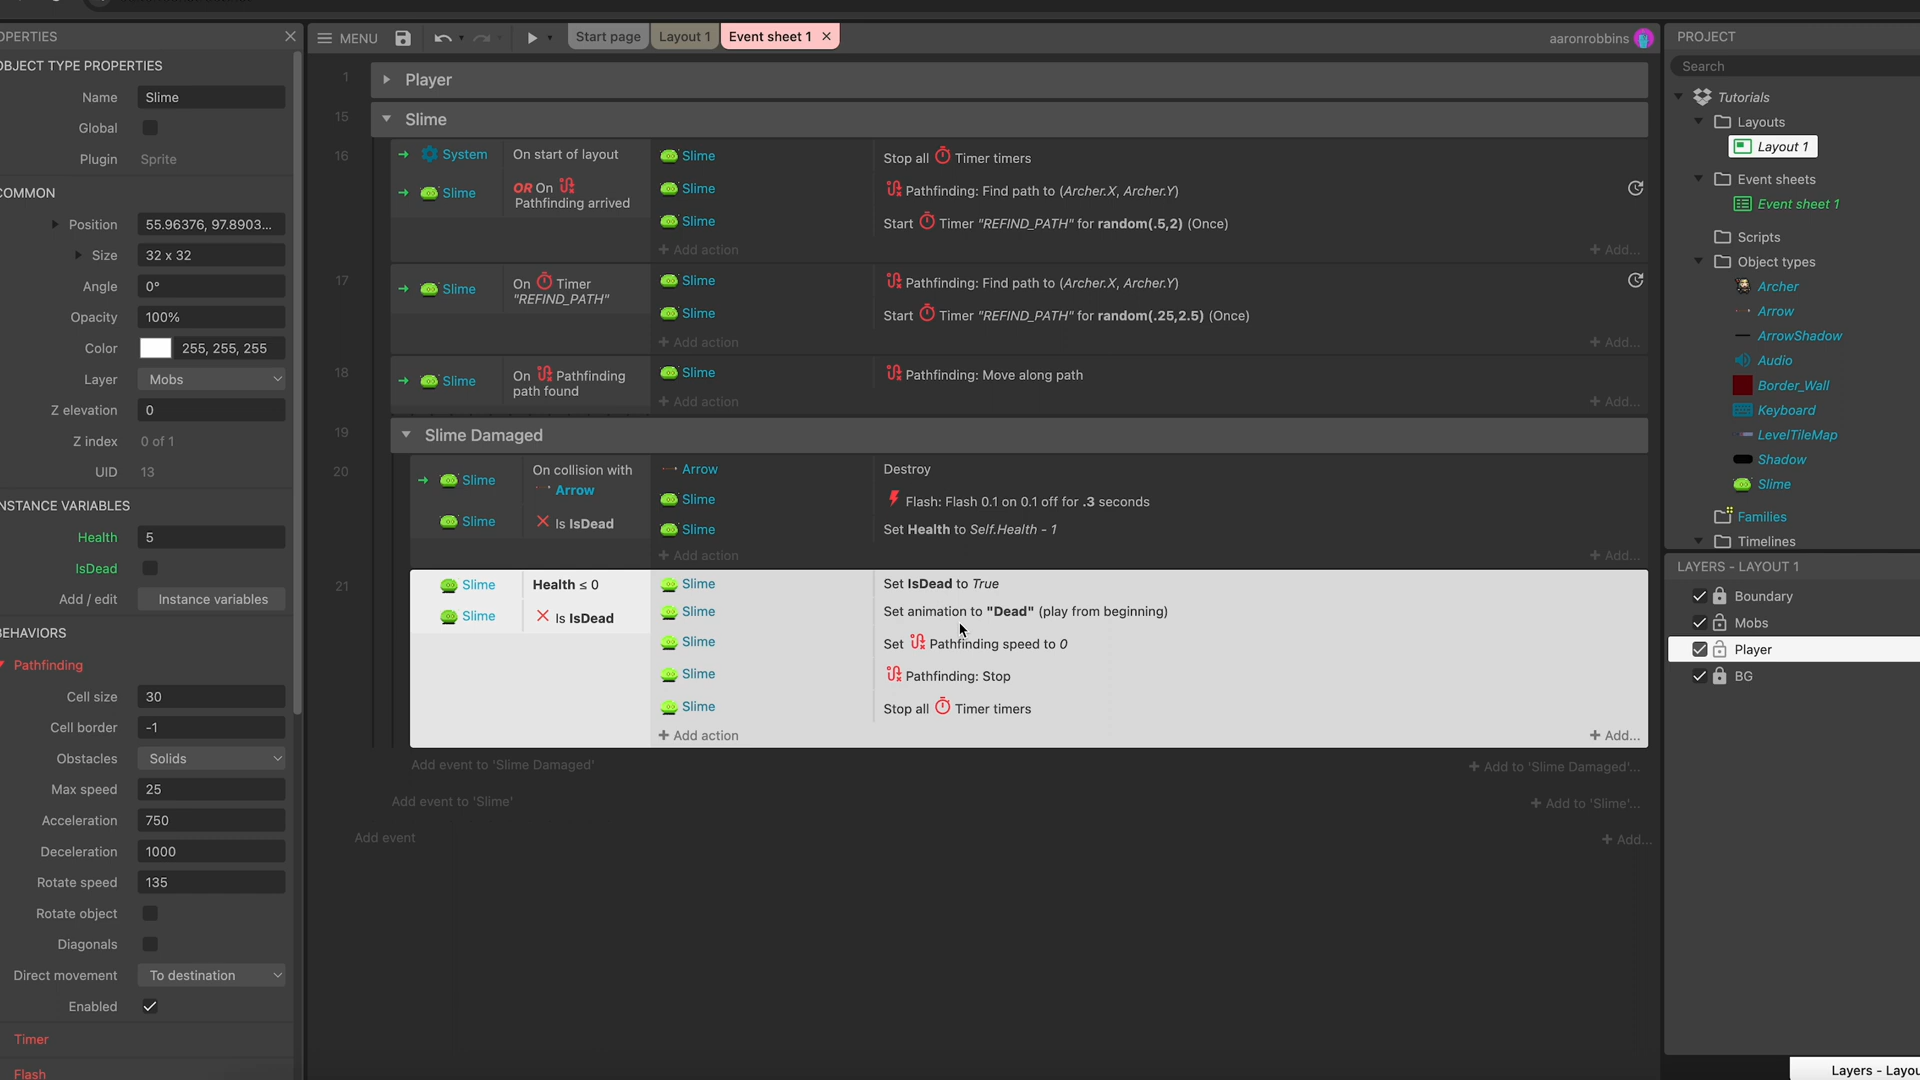 OPERTIES
OBJECT TYPE PROPERTIES
Name Slime
Global
Plugin Sprite
COMMON
Position 55.96376, 97.8903...
Size 32 x 32
Angle 0°
Opacity 100%
Color 255, 255, 255
Layer Mobs
Z elevation 0
Z index 0 of 1
UID 13
NSTANCE VARIABLES
Health 5
IsDead
Add / edit Instance variables
BEHAVIORS
Pathfinding
Cell size 30
Cell border -1
Obstacles Solids
Max speed 25
Acceleration 750
Deceleration 1000
Rotate speed 135
Rotate object
Diagonals
Direct movement To destination
Enabled
Timer
Flash
MENU
Start page
Layout 1
Event sheet 1
aaronrobbins
1 Player
15 Slime
16 System On start of layout
Slime OR On
Pathfinding arrived
Slime Stop all Timer timers
Slime Pathfinding: Find path to (Archer.X, Archer.Y)
Slime Start Timer "REFIND_PATH" for random(.5,2) (Once)
+ Add action + Add...
17 Slime On Timer
"REFIND_PATH"
Slime Pathfinding: Find path to (Archer.X, Archer.Y)
Slime Start Timer "REFIND_PATH" for random(.25,2.5) (Once)
+ Add action + Add...
18 Slime On Pathfinding
path found
Slime Pathfinding: Move along path
+ Add action + Add...
19 Slime Damaged
20 Slime On collision with
Arrow
Slime Is IsDead
Arrow Destroy
Slime Flash: Flash 0.1 on 0.1 off for .3 seconds
Slime Set Health to Self.Health - 1
+ Add action + Add...
21 Slime Health ≤ 0
Slime Is IsDead
Slime Set IsDead to True
Slime Set animation to "Dead" (play from beginning)
Slime Set Pathfinding speed to 0
Slime Pathfinding: Stop
Slime Stop all Timer timers
+ Add action + Add...
Add event to 'Slime Damaged' + Add to 'Slime Damaged'...
Add event to 'Slime' + Add to 'Slime'...
Add event + Add...
PROJECT
Search
Tutorials
Layouts
Layout 1
Event sheets
Event sheet 1
Scripts
Object types
Archer
Arrow
ArrowShadow
Audio
Border_Wall
Keyboard
LevelTileMap
Shadow
Slime
Families
Timelines
LAYERS - LAYOUT 1
Boundary
Mobs
Player
BG
Layers - Layou